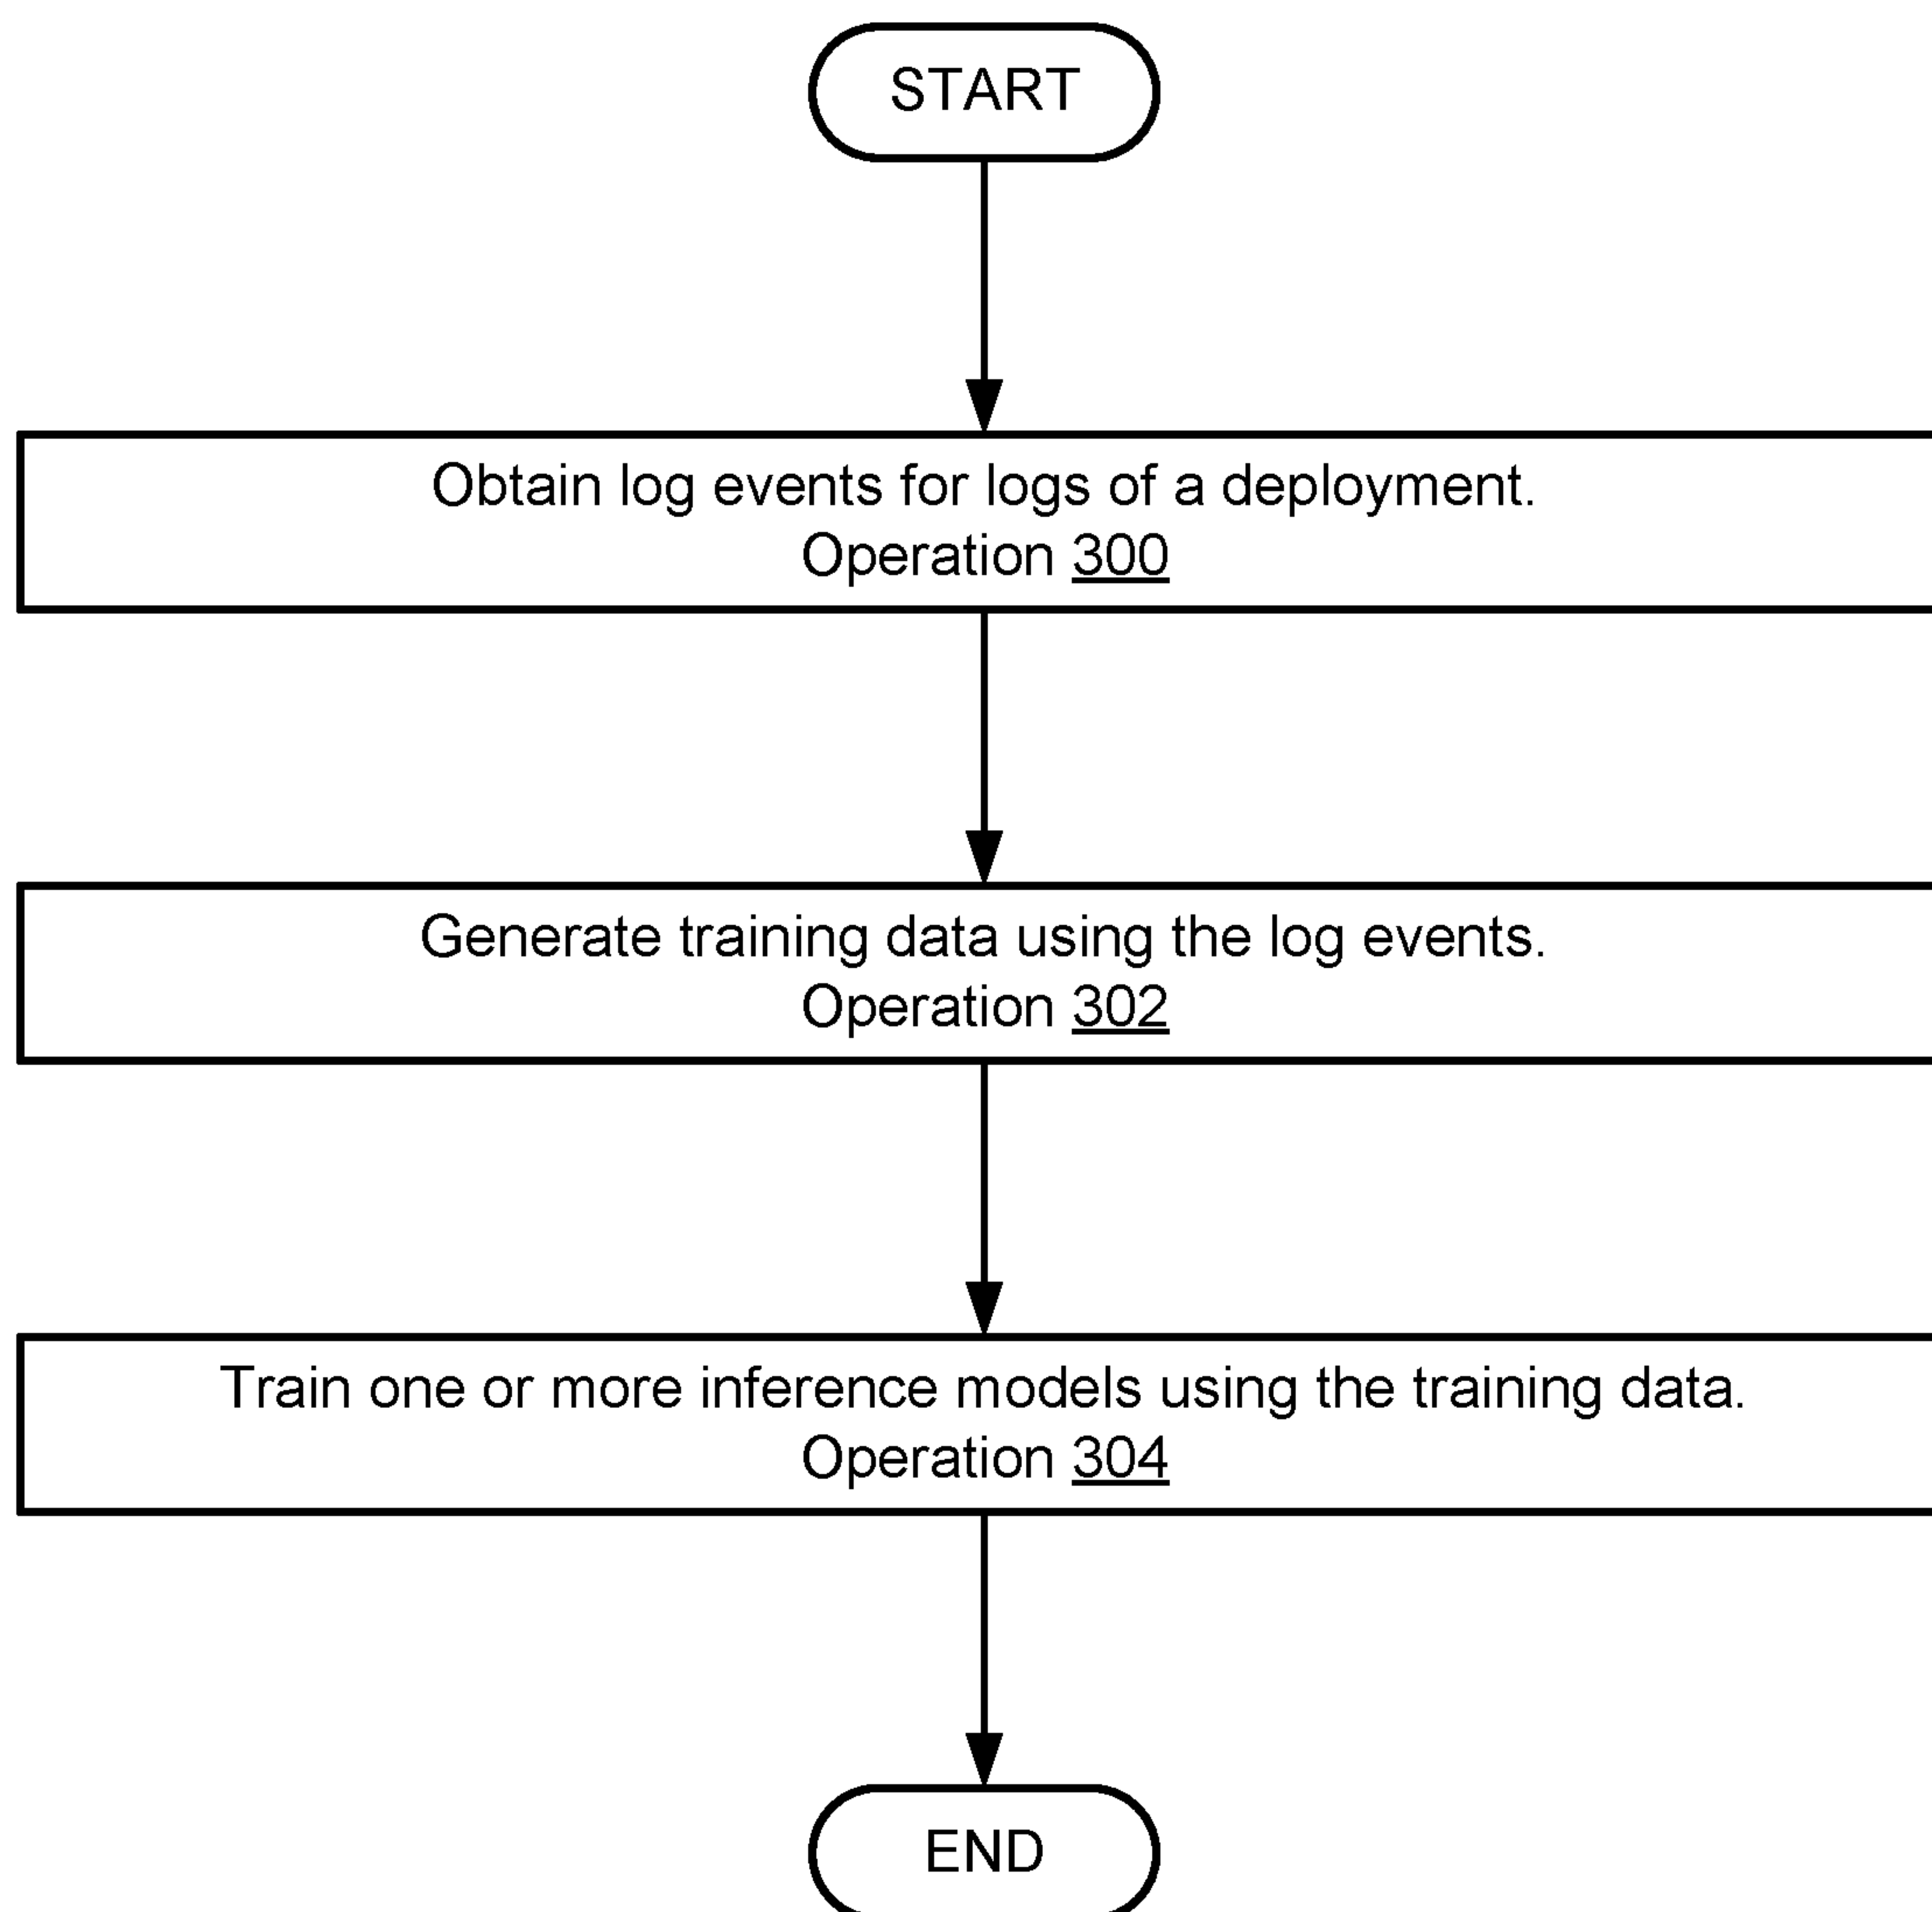 START
Obtain log events for logs of a deployment.
Operation 300
Generate training data using the log events.
Operation 302
Train one or more inference models using the training data.
Operation 304
END